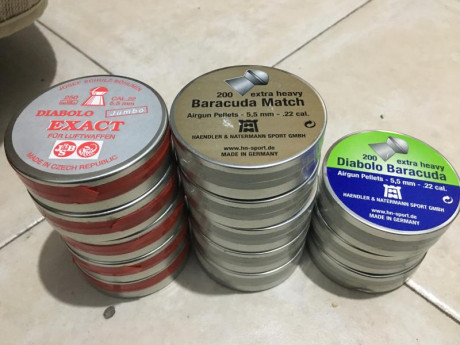 JOSEF SCHULZ BOHEMIA
CAL.22
5.5 mm
DIABOLO Jumbo
EXACT
FÜR LUFTWAFFEN
MADE IN CZECH REPUBLIC
200 extra heavy
Baracuda Match
Airgun Pellets - 5,5 mm - .22 cal.
HAENDLER & NATERMANN SPORT GMBH
www.hn-sport.de
MADE IN GERMANY
200 extra heavy
Diabolo Baracuda
Airgun Pellets - 5,5 mm - .22 cal.
HAENDLER & NATERMANN SPORT GMBH
www.hn-sport.de
MADE IN GERMANY